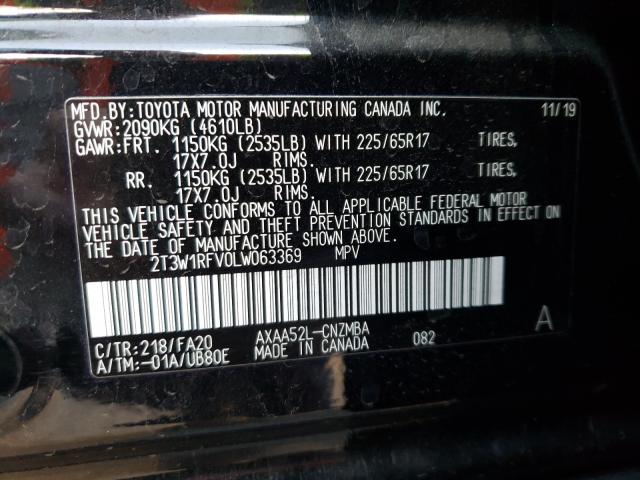 MFD.BY:TOYOTA MOTOR MANUFACTURING CANADA INC. 11/19
GVWR:2090KG (4610LB)
GAWR:FRT. 1150KG (2535LB) WITH 225/65R17 TIRES,
17X7.0J RIMS.
RR. 1150KG (2535LB) WITH 225/65R17 TIRES,
17X7.0J RIMS.
THIS VEHICLE CONFORMS TO ALL APPLICABLE FEDERAL MOTOR
VEHICLE SAFETY AND THEFT PREVENTION STANDARDS IN EFFECT ON
THE DATE OF MANUFACTURE SHOWN ABOVE.
2T3W1RFV0LW063369 MPV
C/TR:218/FA20 AXAA52L-CNZMBA 082 A
A/TM:-01A/UB80E MADE IN CANADA